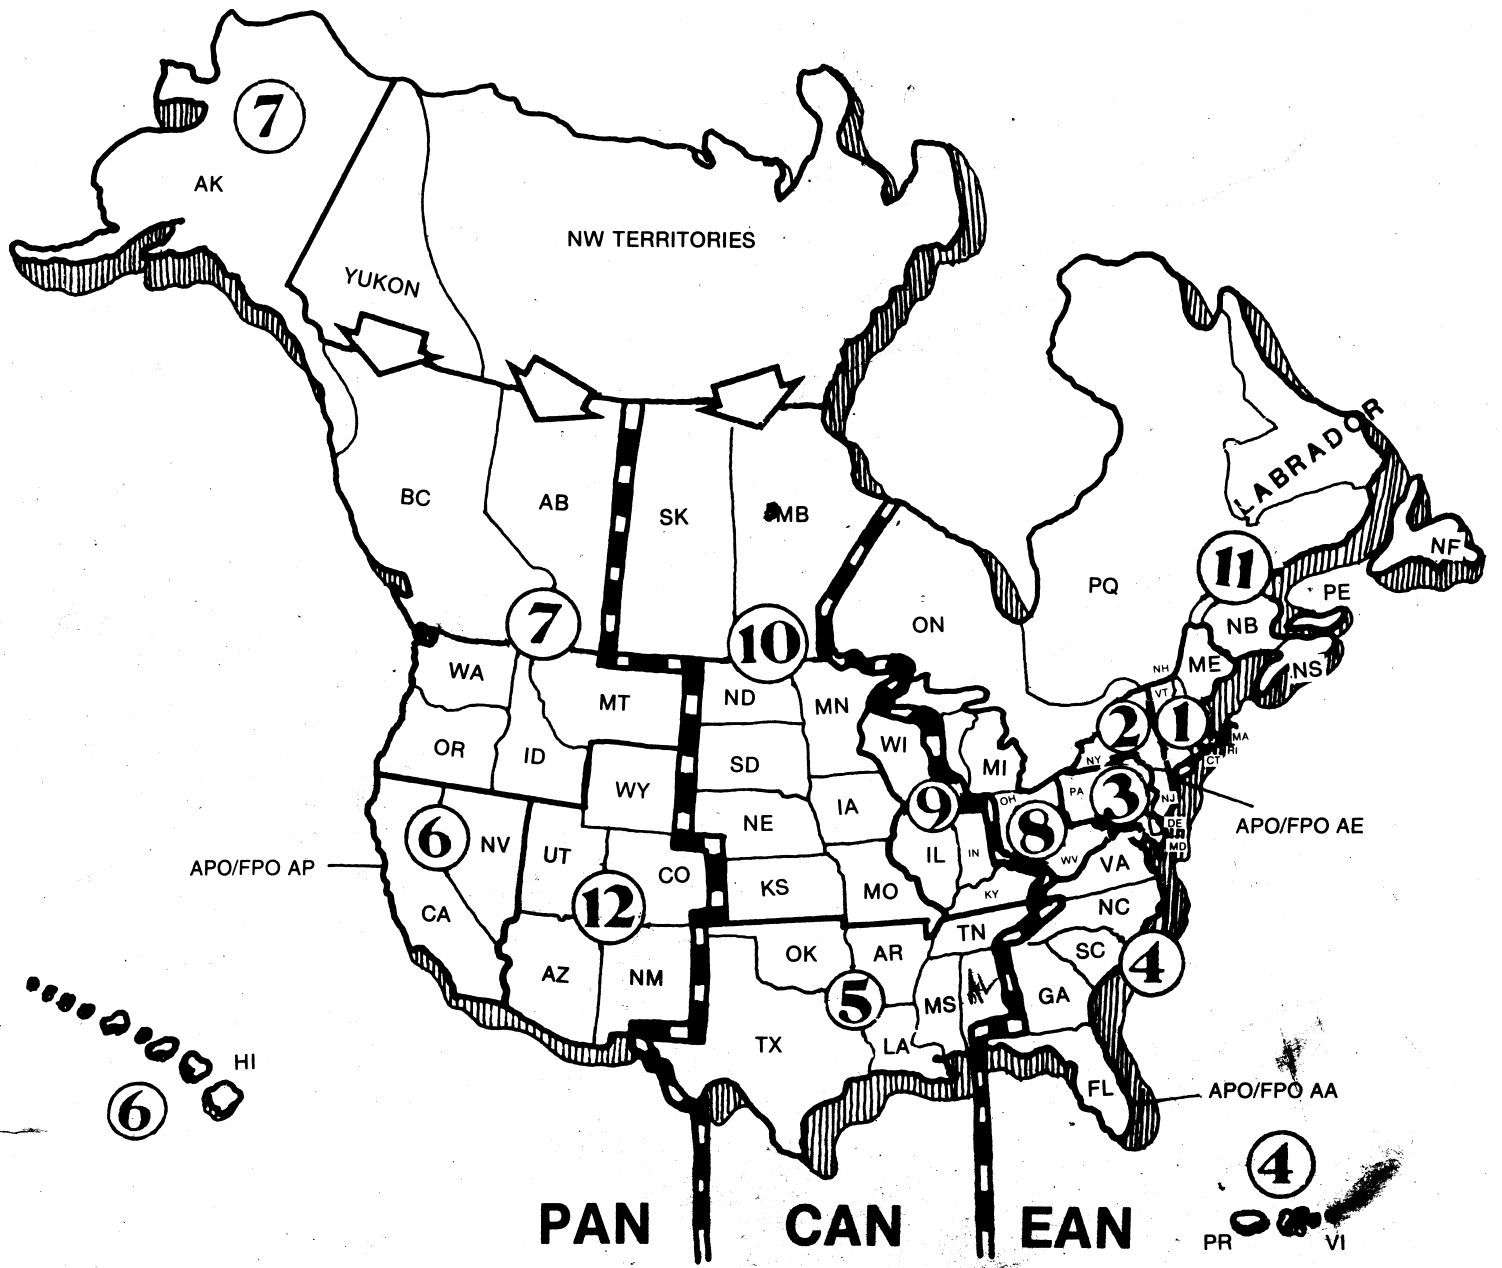 7
AK
NW TERRITORIES
YUKON
LABRADOR
BC
AB
SK
MB
NF
11
PQ
PE
7
10
ON
NB
WA
MT
ND
MN
NH
ME
NS
VT
OR
ID
WI
2
1
MA
RI
CT
SD
MI
NY
WY
IA
9
OH
PA
3
NJ
6
NV
NE
8
DE
APO/FPO AE
MD
APO/FPO AP
UT
CO
KS
MO
IL
IN
WV
VA
KY
CA
12
NC
TN
AZ
NM
OK
AR
SC
4
5
MS
GA
TX
LA
HI
6
FL
APO/FPO AA
4
PAN
CAN
EAN
PR
VI